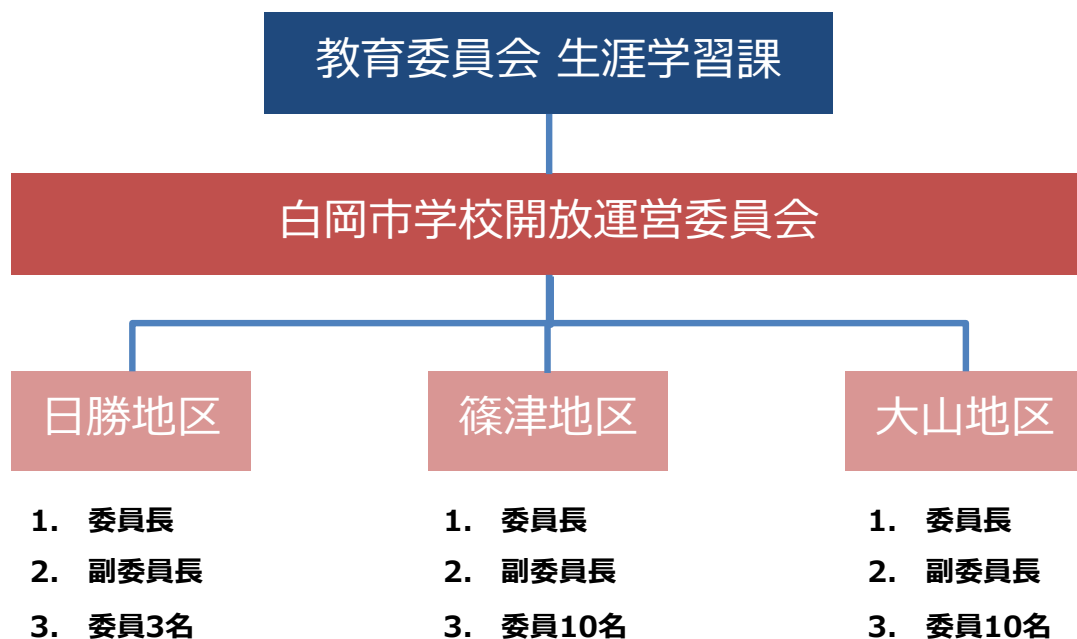 教育委員会 生涯学習課
白岡市学校開放運営委員会
日勝地区
篠津地区
大山地区
1. 委員長
2. 副委員長
3. 委員3名
1. 委員長
2. 副委員長
3. 委員10名
1. 委員長
2. 副委員長
3. 委員10名